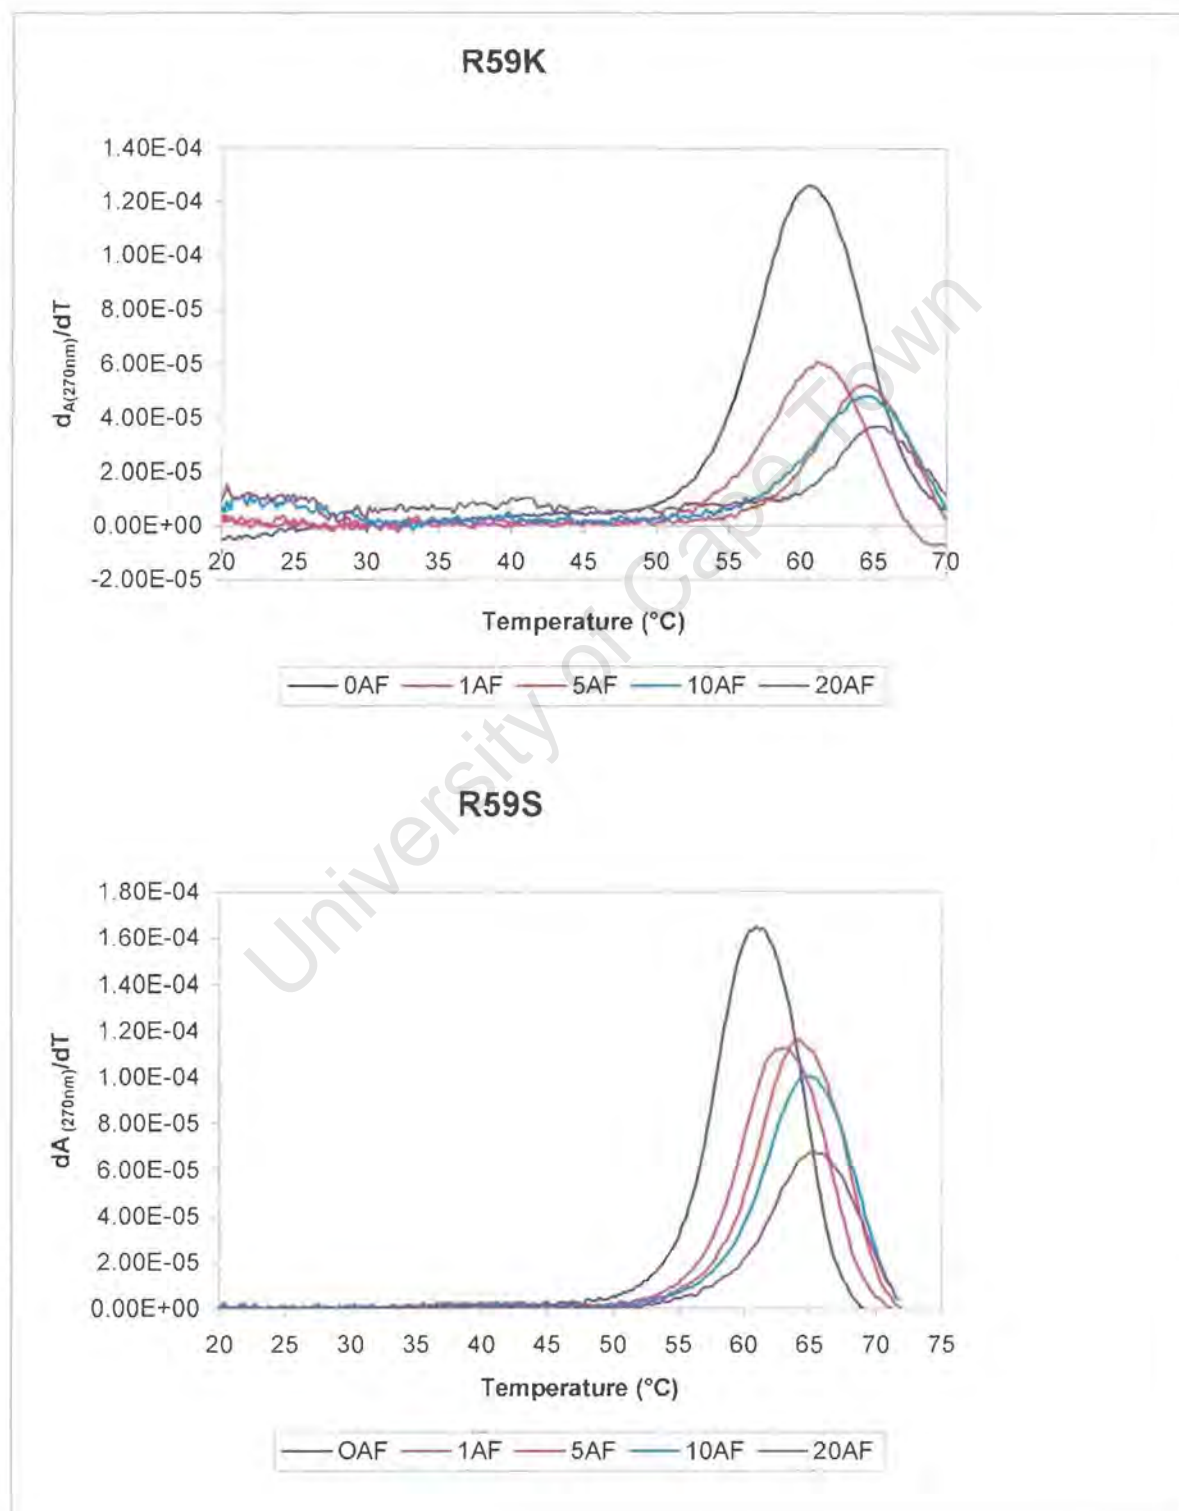 R59K
1.40E-04
1.20E-04
1.00E-04
8.00E-05
6.00E-05
4.00E-05
2.00E-05
0.00E+00
-2.00E-05
dA(270nm)/dT
20 25 30 35 40 45 50 55 60 65 70
Temperature (°C)
0AF 1AF 5AF 10AF 20AF
R59S
1.80E-04
1.60E-04
1.40E-04
1.20E-04
1.00E-04
8.00E-05
6.00E-05
4.00E-05
2.00E-05
0.00E+00
dA (270nm)/dT
20 25 30 35 40 45 50 55 60 65 70 75
Temperature (°C)
OAF 1AF 5AF 10AF 20AF
University of Cape Town